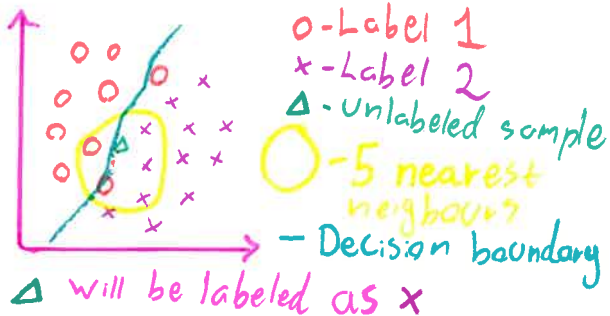 O - Label 1
x - Label 2
Δ - unlabeled sample
- 5 nearest
neighbours
- Decision boundary
Δ will be labeled as x